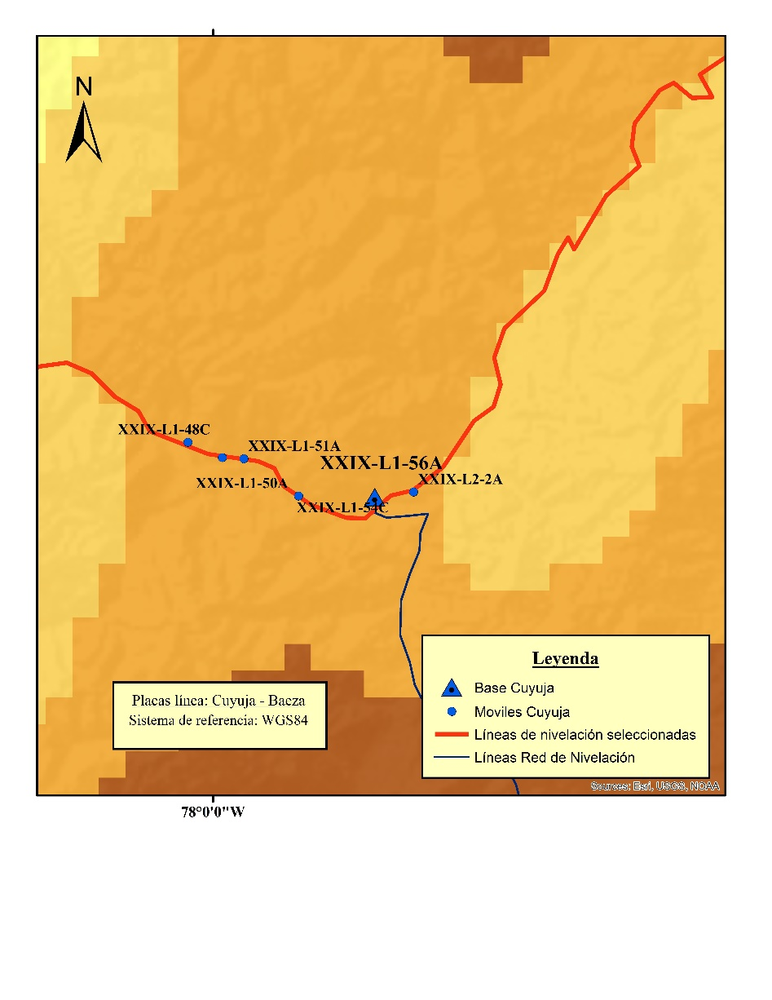 N
XXIX-L1-48C
XXIX-L1-51A
XXIX-L1-56A
XXIX-L2-2A
XXIX-L1-50A
XXIX-L1-54C
Leyenda
Base Cuyuja
Moviles Cuyuja
Líneas de nivelación seleccionadas
Líneas Red de Nivelación
Placas línea: Cuyuja - Baeza
Sistema de referencia: WGS84
Sources: Esri, USGS, NOAA
78°0'0"W